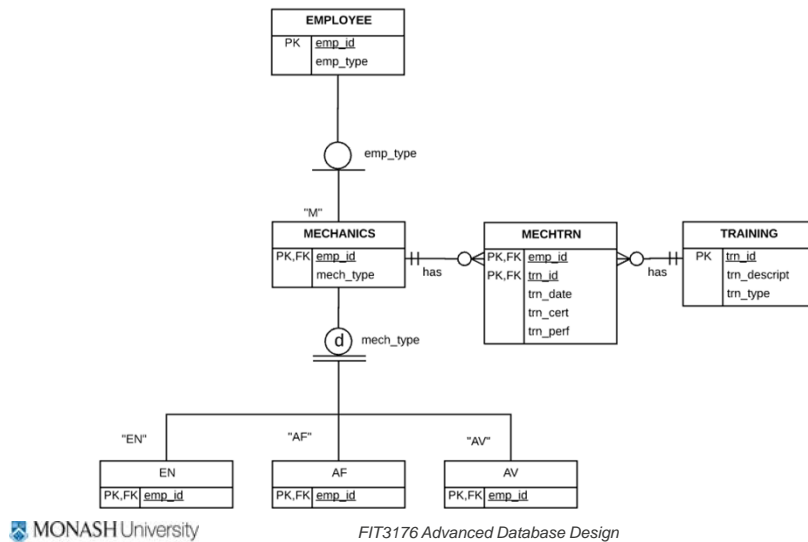 EMPLOYEE
PK emp_id
emp_type
emp_type
"M"
MECHANICS
PK,FK emp_id
mech_type
has
MECHTRN
PK,FK emp_id
PK,FK trn_id
trn_date
trn_cert
trn_perf
has
TRAINING
PK trn_id
trn_descript
trn_type
d mech_type
"EN" "AF" "AV"
EN
PK,FK emp_id
AF
PK,FK emp_id
AV
PK,FK emp_id
MONASH University
FIT3176 Advanced Database Design